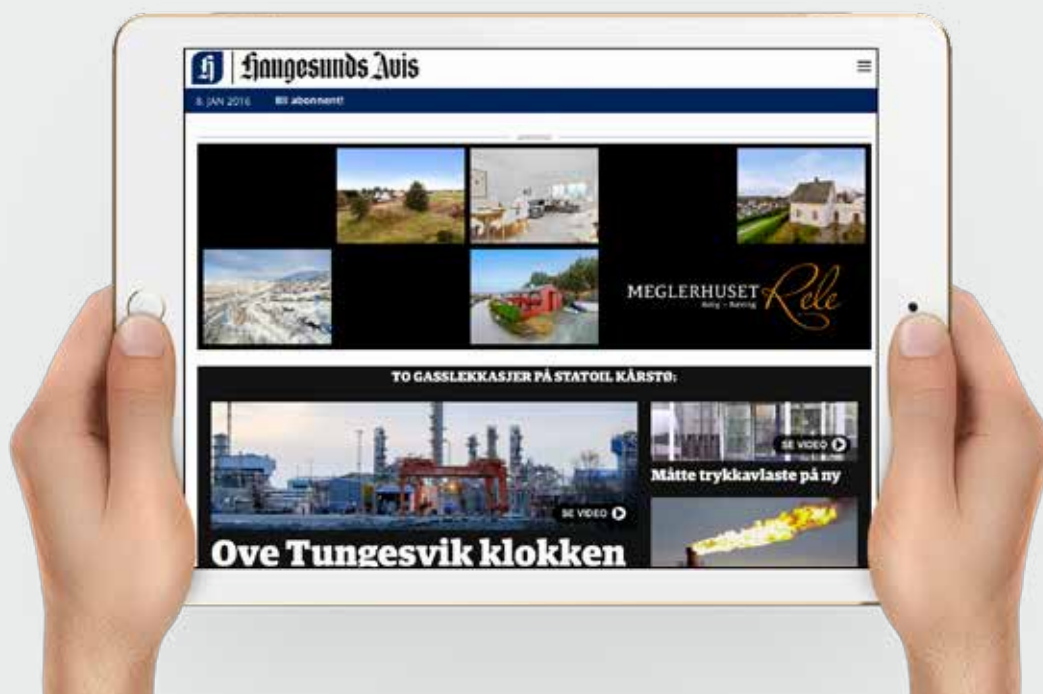 Haugesunds Avis
8. JAN 2016 Bli abonnent!
MEGLERHUSET Rele
TO GASSLEKKASJER PÅ STATOIL KÅRSTØ:
SE VIDEO
Måtte trykkavlaste på ny
SE VIDEO
Ove Tungesvik klokken